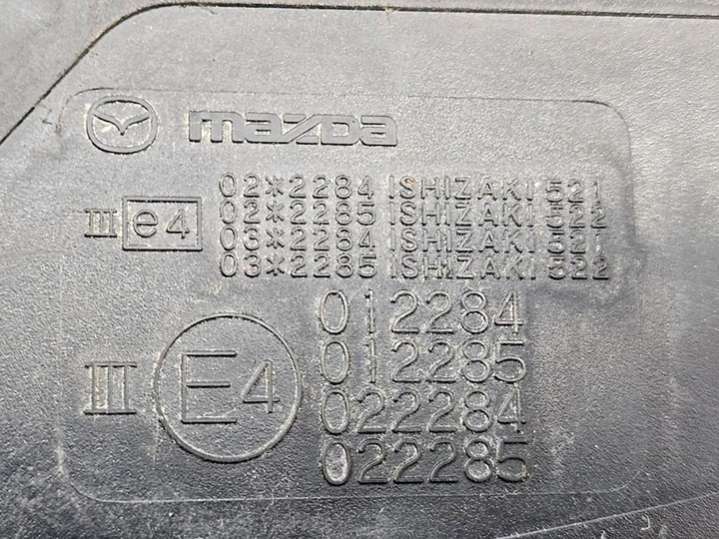 mazda
02*2284 ISHIZAKI 521
02*2285 ISHIZAKI 522
III e4
03*2284 ISHIZAKI 521
03*2285 ISHIZAKI 522
012284
012285
III E4
022284
022285